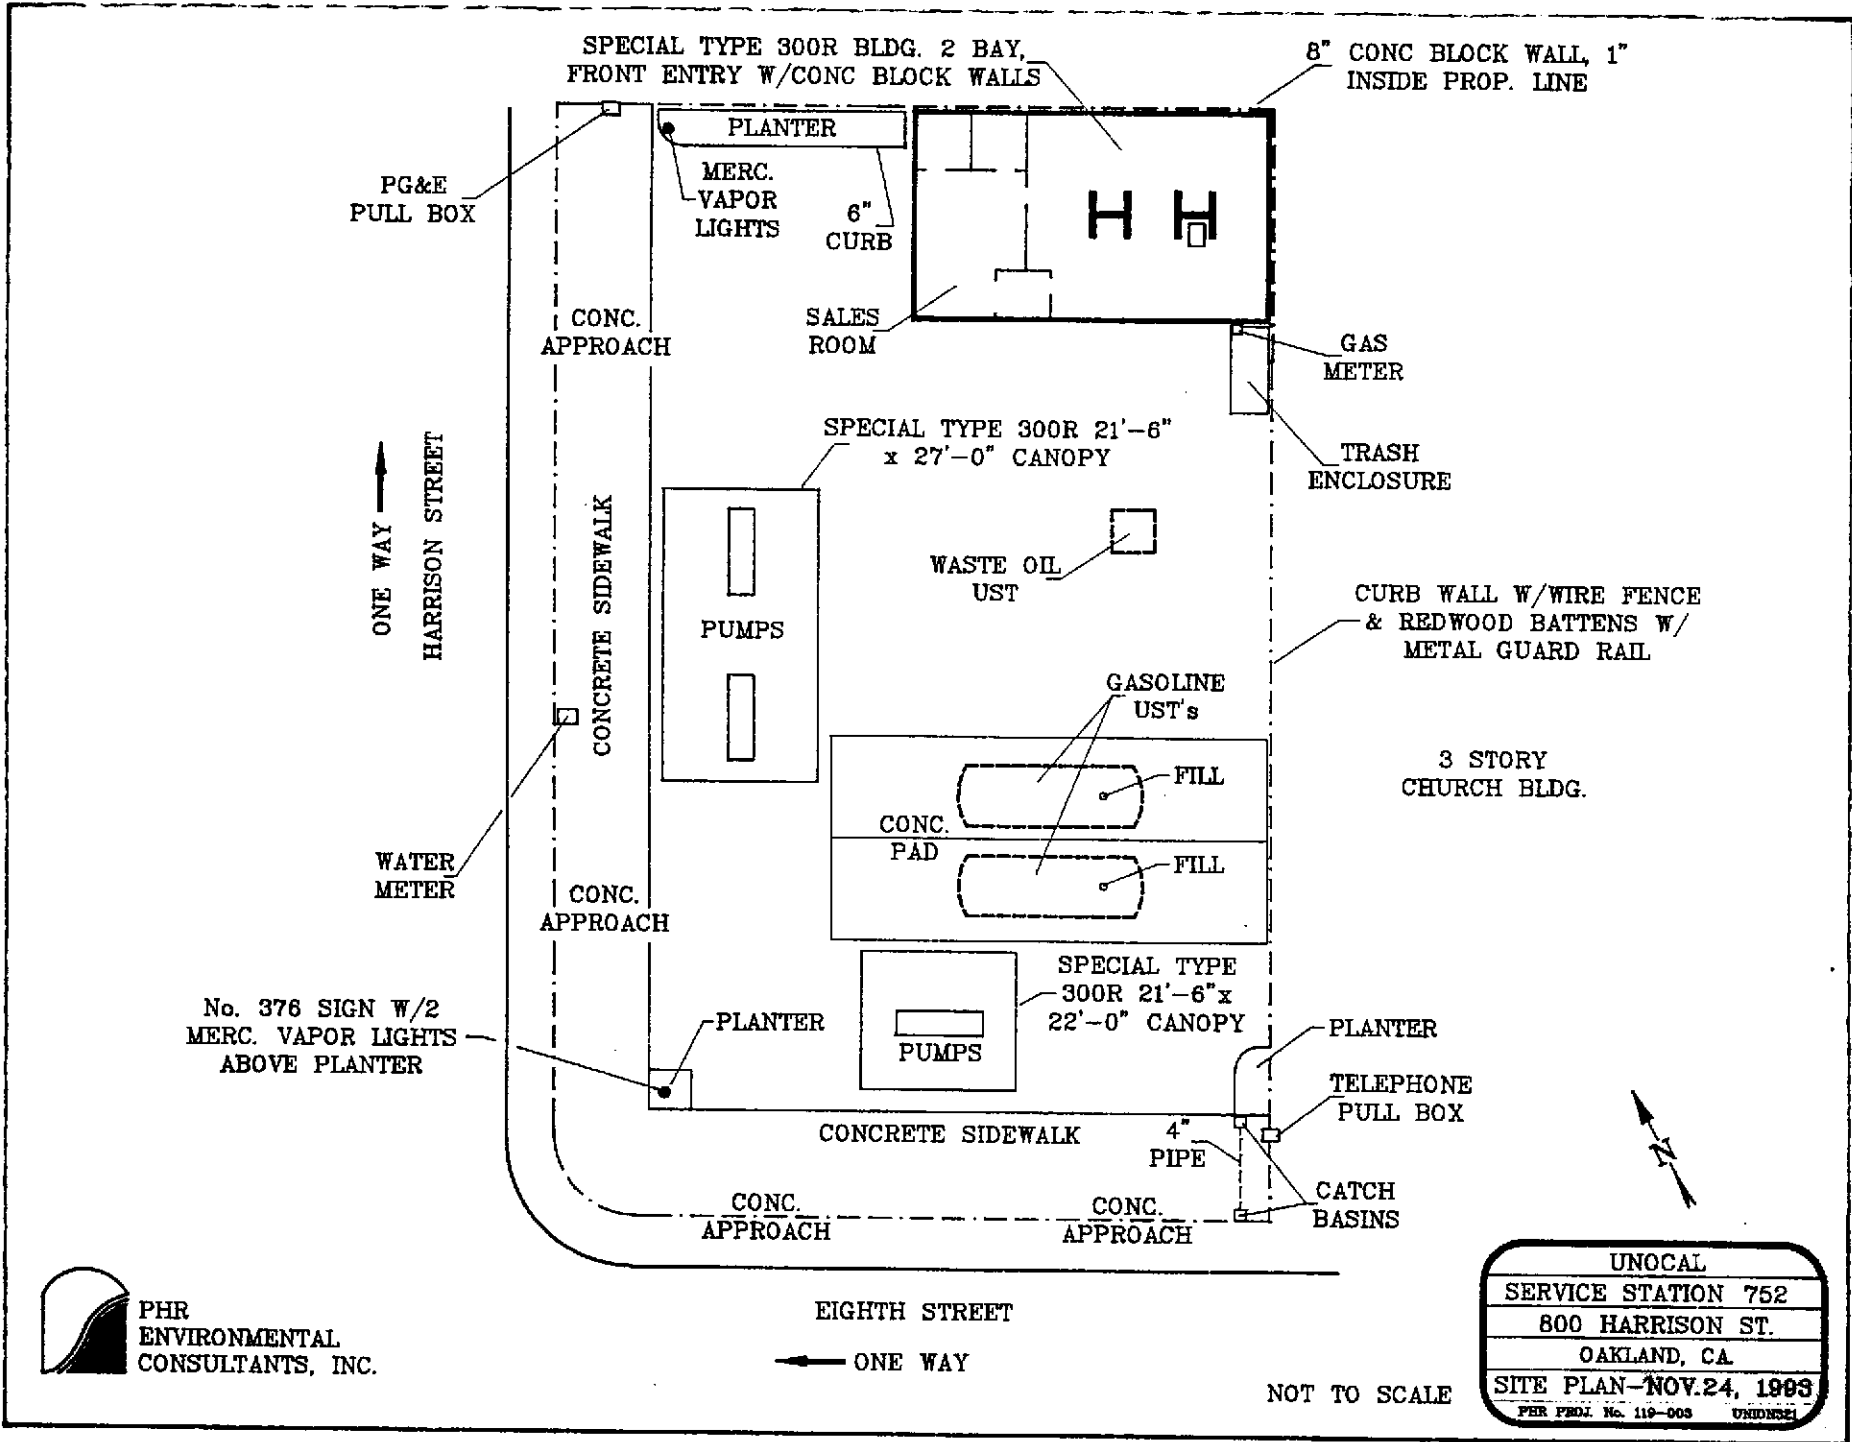 SPECIAL TYPE 300R BLDG. 2 BAY,
FRONT ENTRY W/CONC BLOCK WALLS
8" CONC BLOCK WALL, 1"
INSIDE PROP. LINE
PLANTER
PG&E
PULL BOX
MERC.
VAPOR
LIGHTS
6"
CURB
CONC.
APPROACH
SALES
ROOM
GAS
METER
TRASH
ENCLOSURE
SPECIAL TYPE 300R 21'-6"
x 27'-0" CANOPY
ONE WAY
HARRISON STREET
CONCRETE SIDEWALK
PUMPS
WASTE OIL
UST
CURB WALL W/WIRE FENCE
& REDWOOD BATTENS W/
METAL GUARD RAIL
GASOLINE
UST's
FILL
3 STORY
CHURCH BLDG.
CONC.
PAD
FILL
WATER
METER
CONC.
APPROACH
SPECIAL TYPE
300R 21'-6"x
22'-0" CANOPY
No. 376 SIGN W/2
MERC. VAPOR LIGHTS
ABOVE PLANTER
PLANTER
PUMPS
PLANTER
TELEPHONE
PULL BOX
CONCRETE SIDEWALK
4"
PIPE
CATCH
BASINS
CONC.
APPROACH
CONC.
APPROACH
N
PHR
ENVIRONMENTAL
CONSULTANTS, INC.
EIGHTH STREET
ONE WAY
NOT TO SCALE
UNOCAL
SERVICE STATION 752
800 HARRISON ST.
OAKLAND, CA.
SITE PLAN-NOV.24, 1993
PHR PROJ. No. 119-003 UNION321